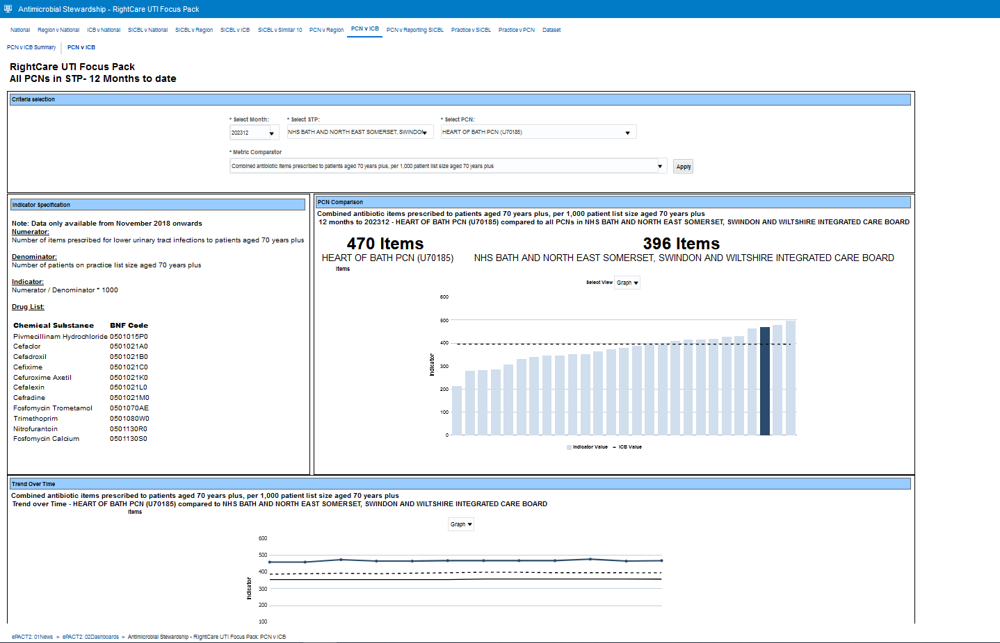 Antimicrobial Stewardship - RightCare UTI Focus Pack
National Region v National ICB v National SICBL v National SICBL v Region SICBL v ICB SICBL v Similar 10 PCN v Region PCN v ICB PCN v Reporting SICBL Practice v SICBL Practice v PCN Dataset
PCN v ICB Summary PCN v ICB
RightCare UTI Focus Pack
All PCNs in STP- 12 Months to date
Criteria selection
* Select Month: * Select STP: * Select PCN:
202312 NHS BATH AND NORTH EAST SOMERSET, SWINDON HEART OF BATH PCN (U70185)
* Metric Comparator
Combined antibiotic items prescribed to patients aged 70 years plus, per 1,000 patient list size aged 70 years plus Apply
Indicator Specification
Note: Data only available from November 2018 onwards
Numerator:
Number of items prescribed for lower urinary tract infections to patients aged 70 years plus
Denominator:
Number of patients on practice list size aged 70 years plus
Indicator:
Numerator / Denominator * 1000
Drug List:
Chemical Substance BNF Code
Pivmecillinam Hydrochloride 0501015P0
Cefaclor 0501021A0
Cefadroxil 0501021B0
Cefixime 0501021C0
Cefuroxime Axetil 0501021K0
Cefalexin 0501021L0
Cefradine 0501021M0
Fosfomycin Trometamol 0501070AE
Trimethoprim 0501080W0
Nitrofurantoin 0501130R0
Fosfomycin Calcium 0501130S0
PCN Comparison
Combined antibiotic items prescribed to patients aged 70 years plus, per 1,000 patient list size aged 70 years plus
12 months to 202312 - HEART OF BATH PCN (U70185) compared to all PCNs in NHS BATH AND NORTH EAST SOMERSET, SWINDON AND WILTSHIRE INTEGRATED CARE BOARD
470 Items 396 Items
HEART OF BATH PCN (U70185) NHS BATH AND NORTH EAST SOMERSET, SWINDON AND WILTSHIRE INTEGRATED CARE BOARD
Items
Select View Graph
600
500
400
300
200
100
0
Indicator
Indicator Value ICB Value
Trend Over Time
Combined antibiotic items prescribed to patients aged 70 years plus, per 1,000 patient list size aged 70 years plus
Trend over Time - HEART OF BATH PCN (U70185) compared to NHS BATH AND NORTH EAST SOMERSET, SWINDON AND WILTSHIRE INTEGRATED CARE BOARD
Items
Graph
600
500
400
300
200
100
Indicator
ePACT2: 01News > ePACT2: 02Dashboards > Antimicrobial Stewardship - RightCare UTI Focus Pack: PCN v ICB